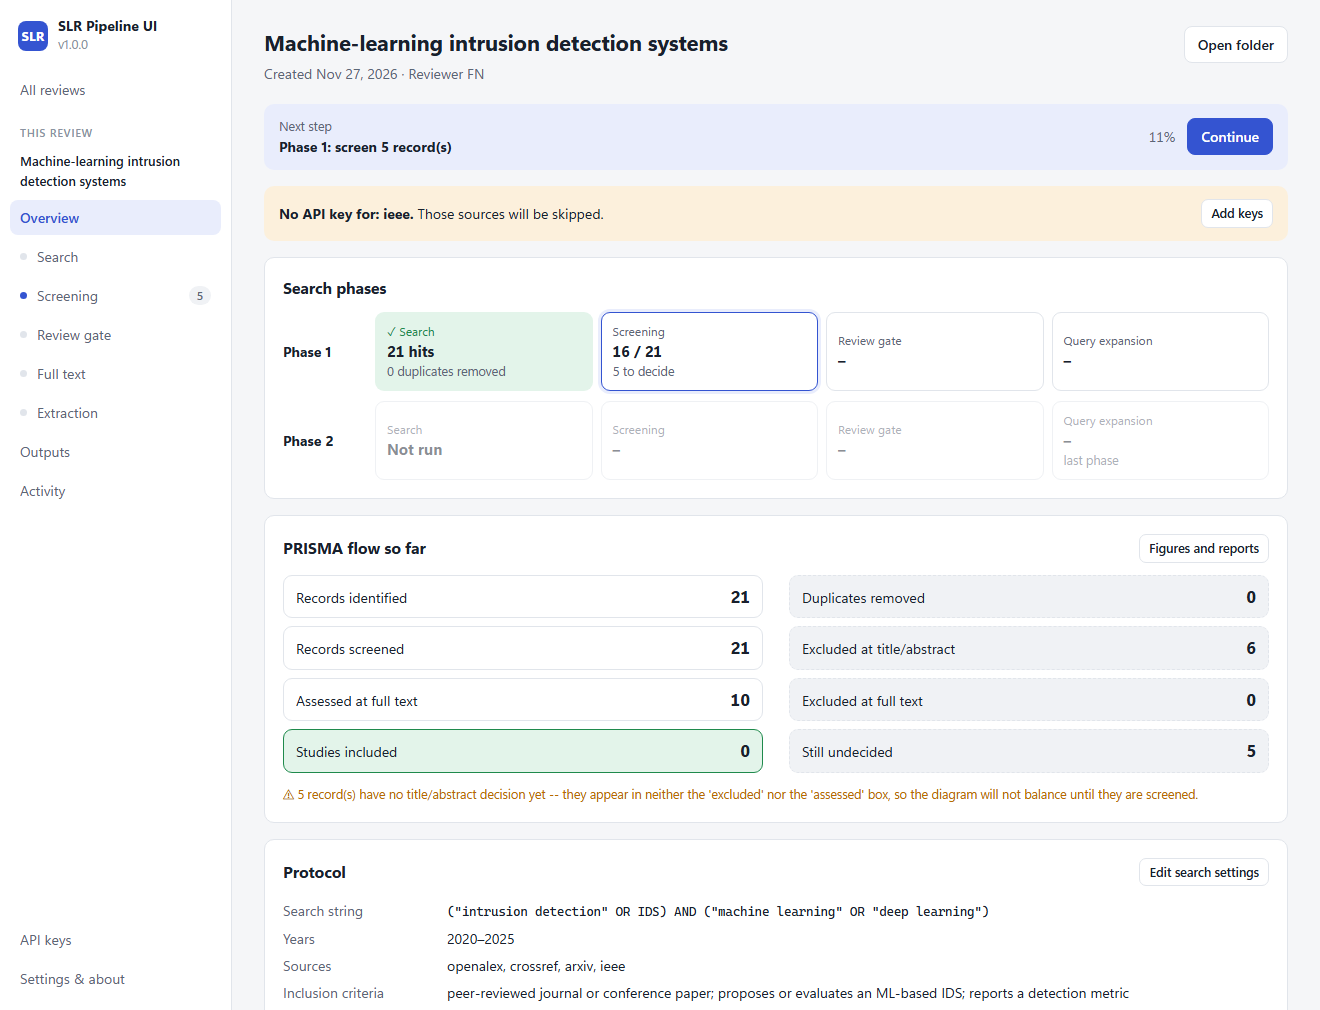 SLR
SLR Pipeline UI
v1.0.0
All reviews
THIS REVIEW
Machine-learning intrusion
detection systems
Overview
Search
Screening 5
Review gate
Full text
Extraction
Outputs
Activity
API keys
Settings & about
Machine-learning intrusion detection systems
Open folder
Created Nov 27, 2026 · Reviewer FN
Next step
Phase 1: screen 5 record(s)
11%
Continue
No API key for: ieee. Those sources will be skipped.
Add keys
Search phases
Phase 1
✓ Search
21 hits
0 duplicates removed
Screening
16 / 21
5 to decide
Review gate
–
Query expansion
–
Phase 2
Search
Not run
Screening
–
Review gate
–
Query expansion
–
last phase
PRISMA flow so far
Figures and reports
Records identified 21
Duplicates removed 0
Records screened 21
Excluded at title/abstract 6
Assessed at full text 10
Excluded at full text 0
Studies included 0
Still undecided 5
⚠ 5 record(s) have no title/abstract decision yet -- they appear in neither the 'excluded' nor the 'assessed' box, so the diagram will not balance until they are screened.
Protocol
Edit search settings
Search string ("intrusion detection" OR IDS) AND ("machine learning" OR "deep learning")
Years 2020–2025
Sources openalex, crossref, arxiv, ieee
Inclusion criteria peer-reviewed journal or conference paper; proposes or evaluates an ML-based IDS; reports a detection metric